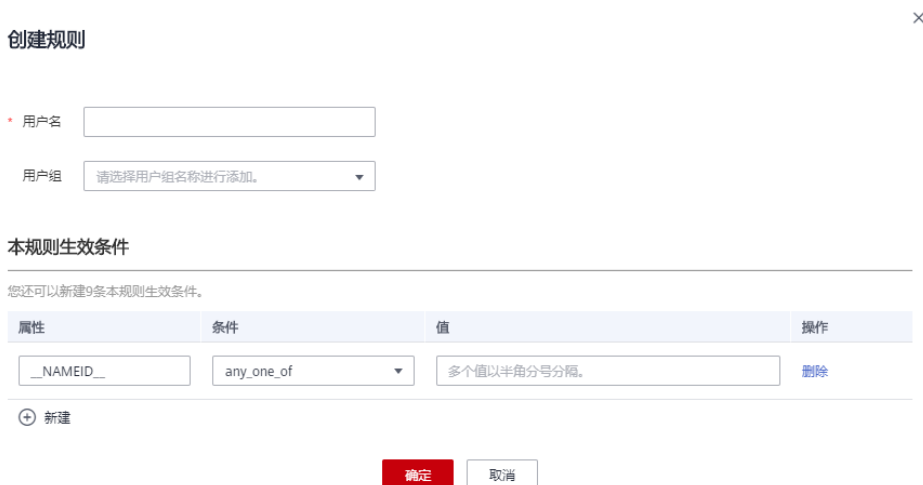 创建规则
* 用户名
用户组 请选择用户组名称进行添加。
本规则生效条件
您还可以新建9条本规则生效条件。
属性 条件 值 操作
__NAMEID__ any_one_of 多个值以半角分号分隔。 删除
新建
确定 取消